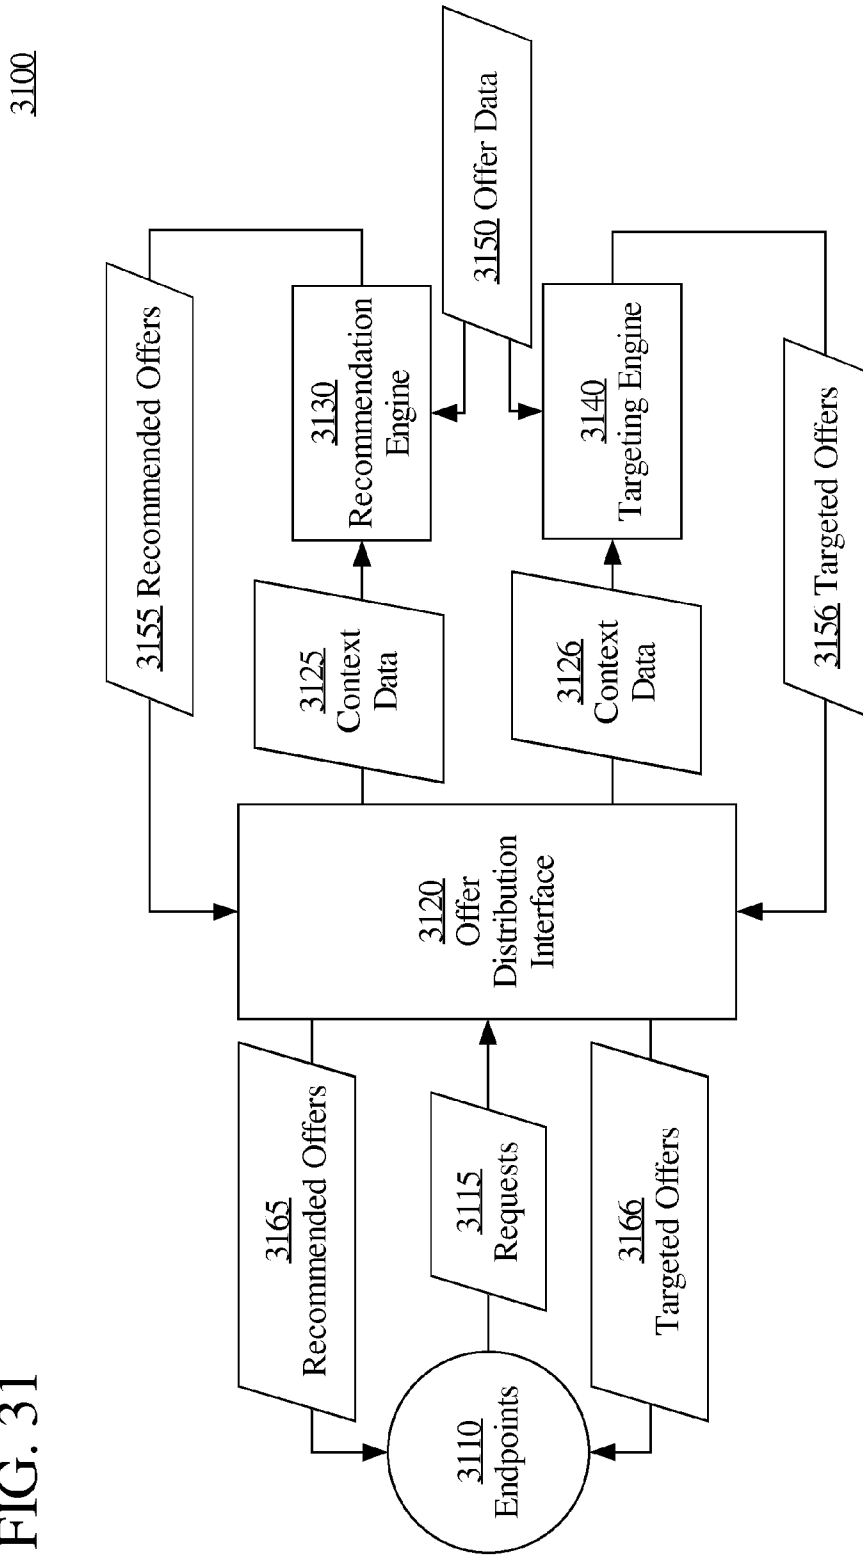 FIG. 31
3100
3155 Recommended Offers
3165
Recommended Offers
3125
Context
Data
3130
Recommendation
Engine
3110
Endpoints
3115
Requests
3120
Offer
Distribution
Interface
3150 Offer Data
3166
Targeted Offers
3126
Context
Data
3140
Targeting Engine
3156 Targeted Offers